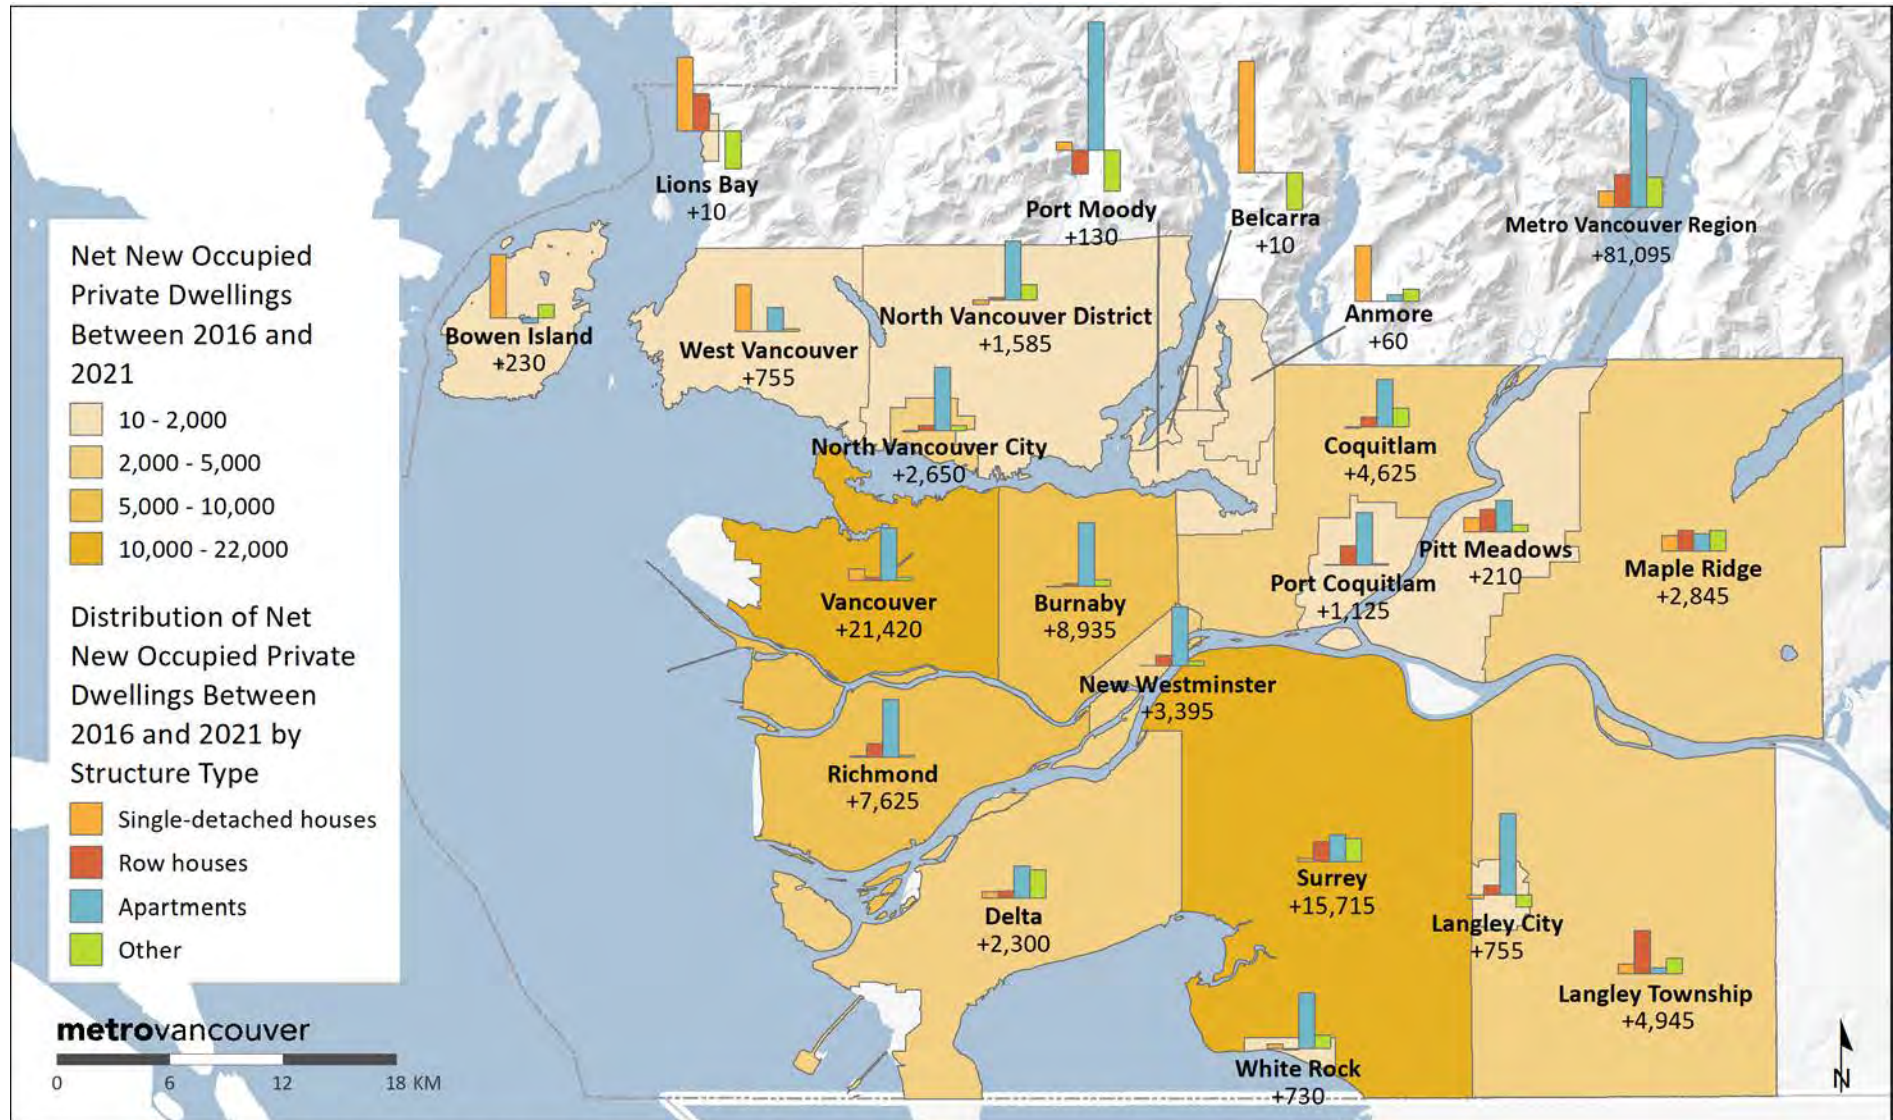 Lions Bay
+10
Port Moody
+130
Belcarra
+10
Metro Vancouver Region
+81,095
Net New Occupied
Private Dwellings
Between 2016 and
2021
10 - 2,000
2,000 - 5,000
5,000 - 10,000
10,000 - 22,000
Distribution of Net
New Occupied Private
Dwellings Between
2016 and 2021 by
Structure Type
Single-detached houses
Row houses
Apartments
Other
metrovancouver
0 6 12 18 KM
Bowen Island
+230
West Vancouver
+755
North Vancouver District
+1,585
Anmore
+60
North Vancouver City
+2,650
Coquitlam
+4,625
Pitt Meadows
+210
Maple Ridge
+2,845
Port Coquitlam
+1,125
Vancouver
+21,420
Burnaby
+8,935
New Westminster
+3,395
Richmond
+7,625
Surrey
+15,715
Delta
+2,300
Langley City
+755
Langley Township
+4,945
White Rock
+730
N